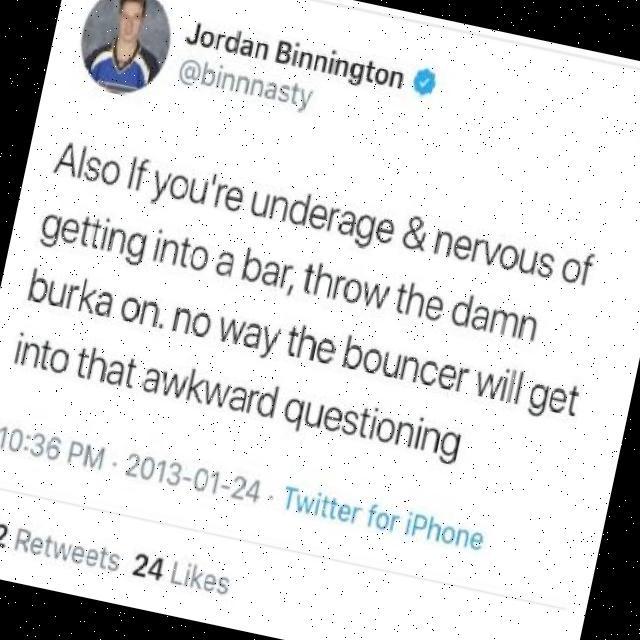 Jordan Binnington
@binnnasty
Also If you're underage & nervous of
getting into a bar, throw the damn
burka on. no way the bouncer will get
into that awkward questioning
10:36 PM · 2013-01-24 · Twitter for iPhone
2 Retweets 24 Likes